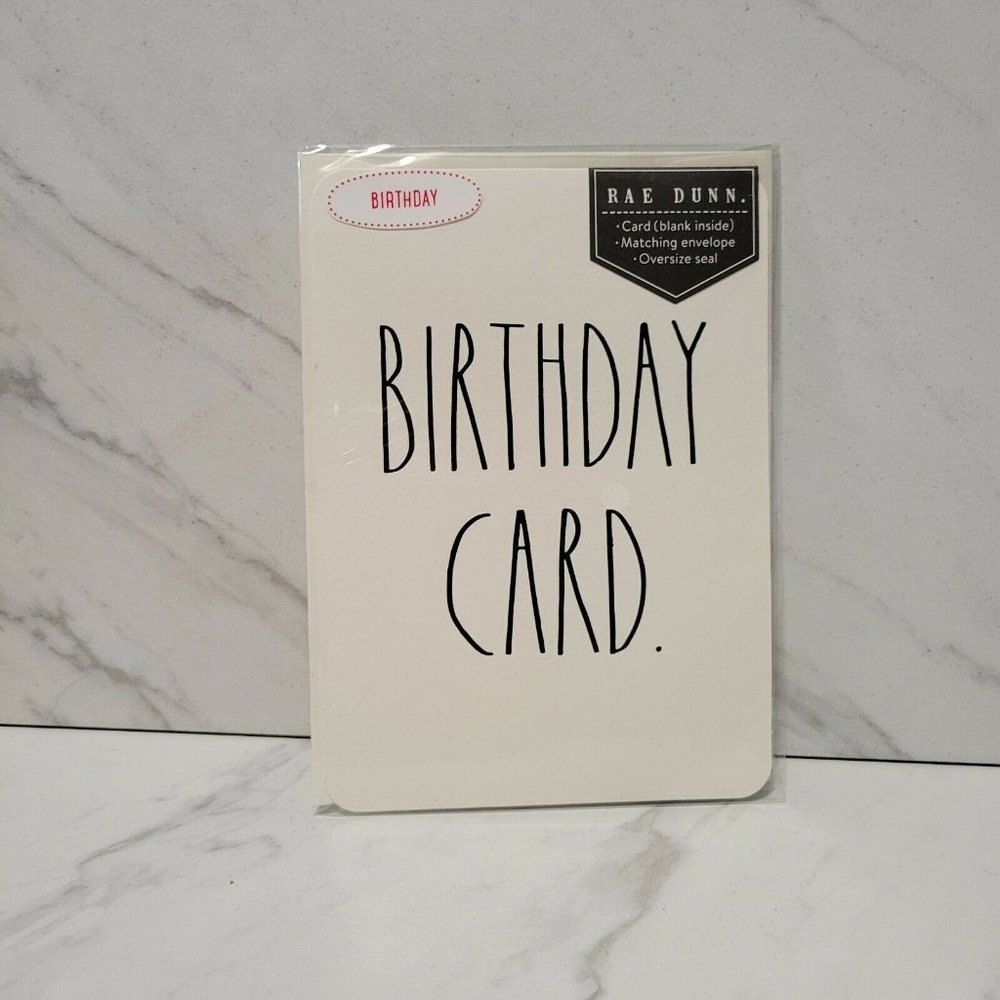 BIRTHDAY
RAE DUNN.
·Card (blank inside)
·Matching envelope
·Oversize seal
BIRTHDAY
CARD.